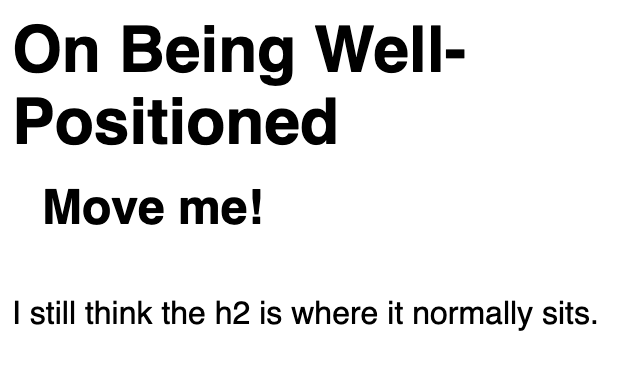 On Being Well-
Positioned
Move me!
I still think the h2 is where it normally sits.